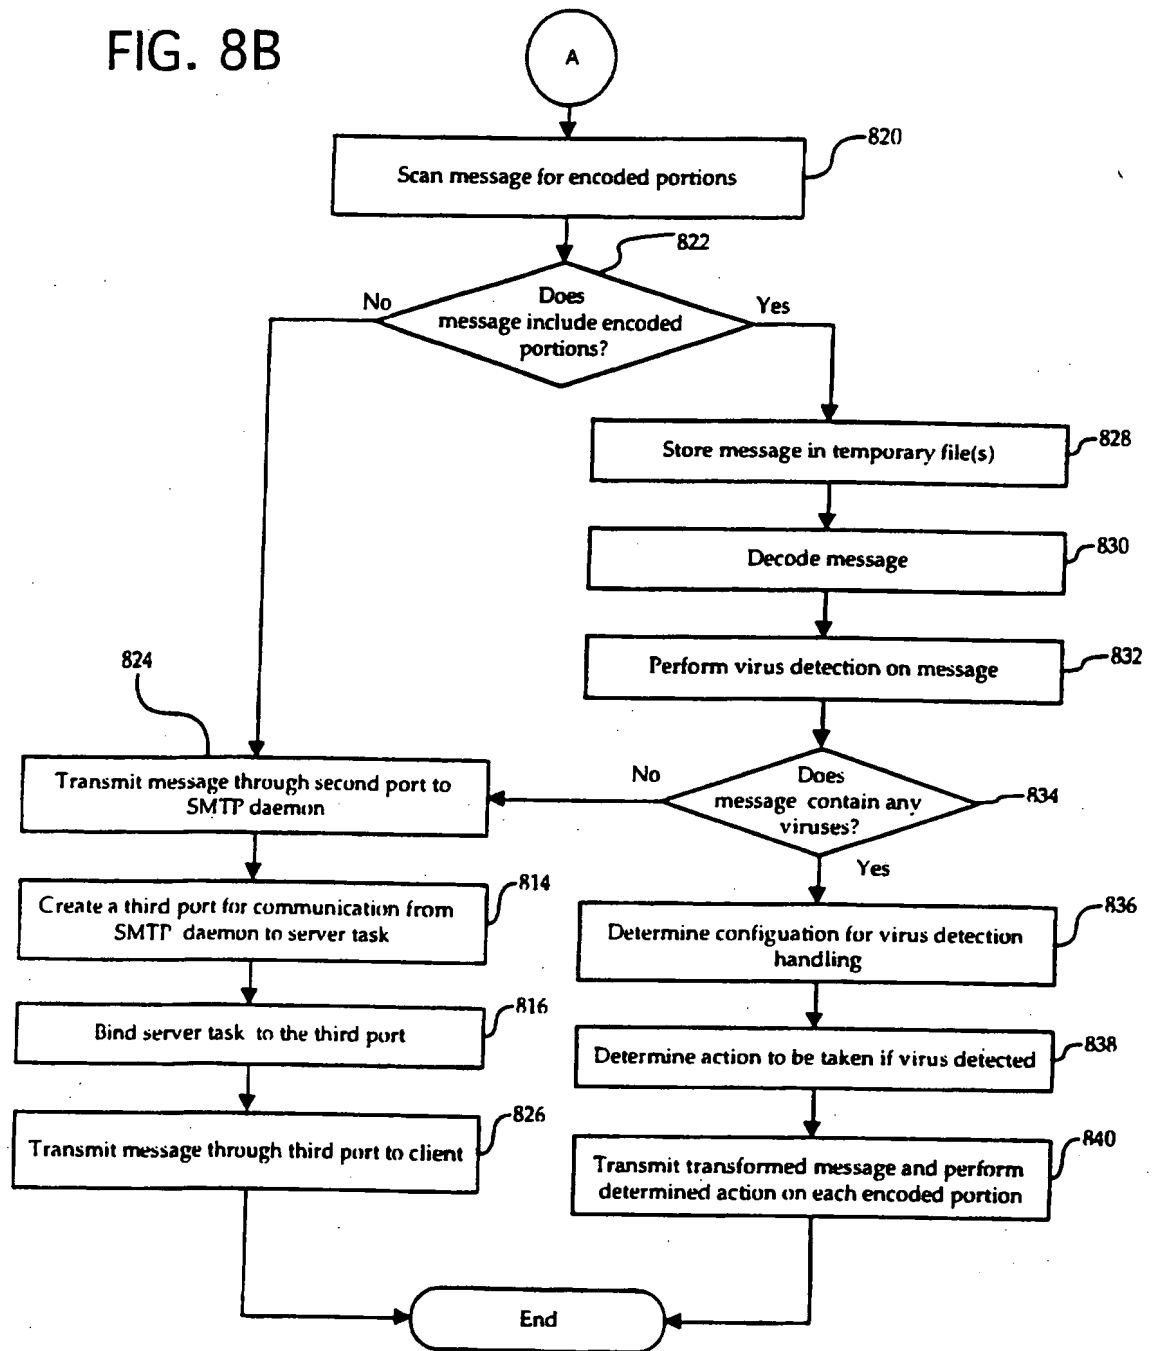 FIG. 8B
A
820
Scan message for encoded portions
822
No
Does
message include encoded
portions?
Yes
Store message in temporary file(s)
828
Decode message
830
Perform virus detection on message
832
824
Transmit message through second port to
SMTP daemon
No
Does
message contain any
viruses?
834
Yes
Create a third port for communication from
SMTP daemon to server task
814
Determine configuation for virus detection
handling
836
Bind server task to the third port
816
Determine action to be taken if virus detected
838
Transmit message through third port to client
826
Transmit transformed message and perform
determined action on each encoded portion
840
End